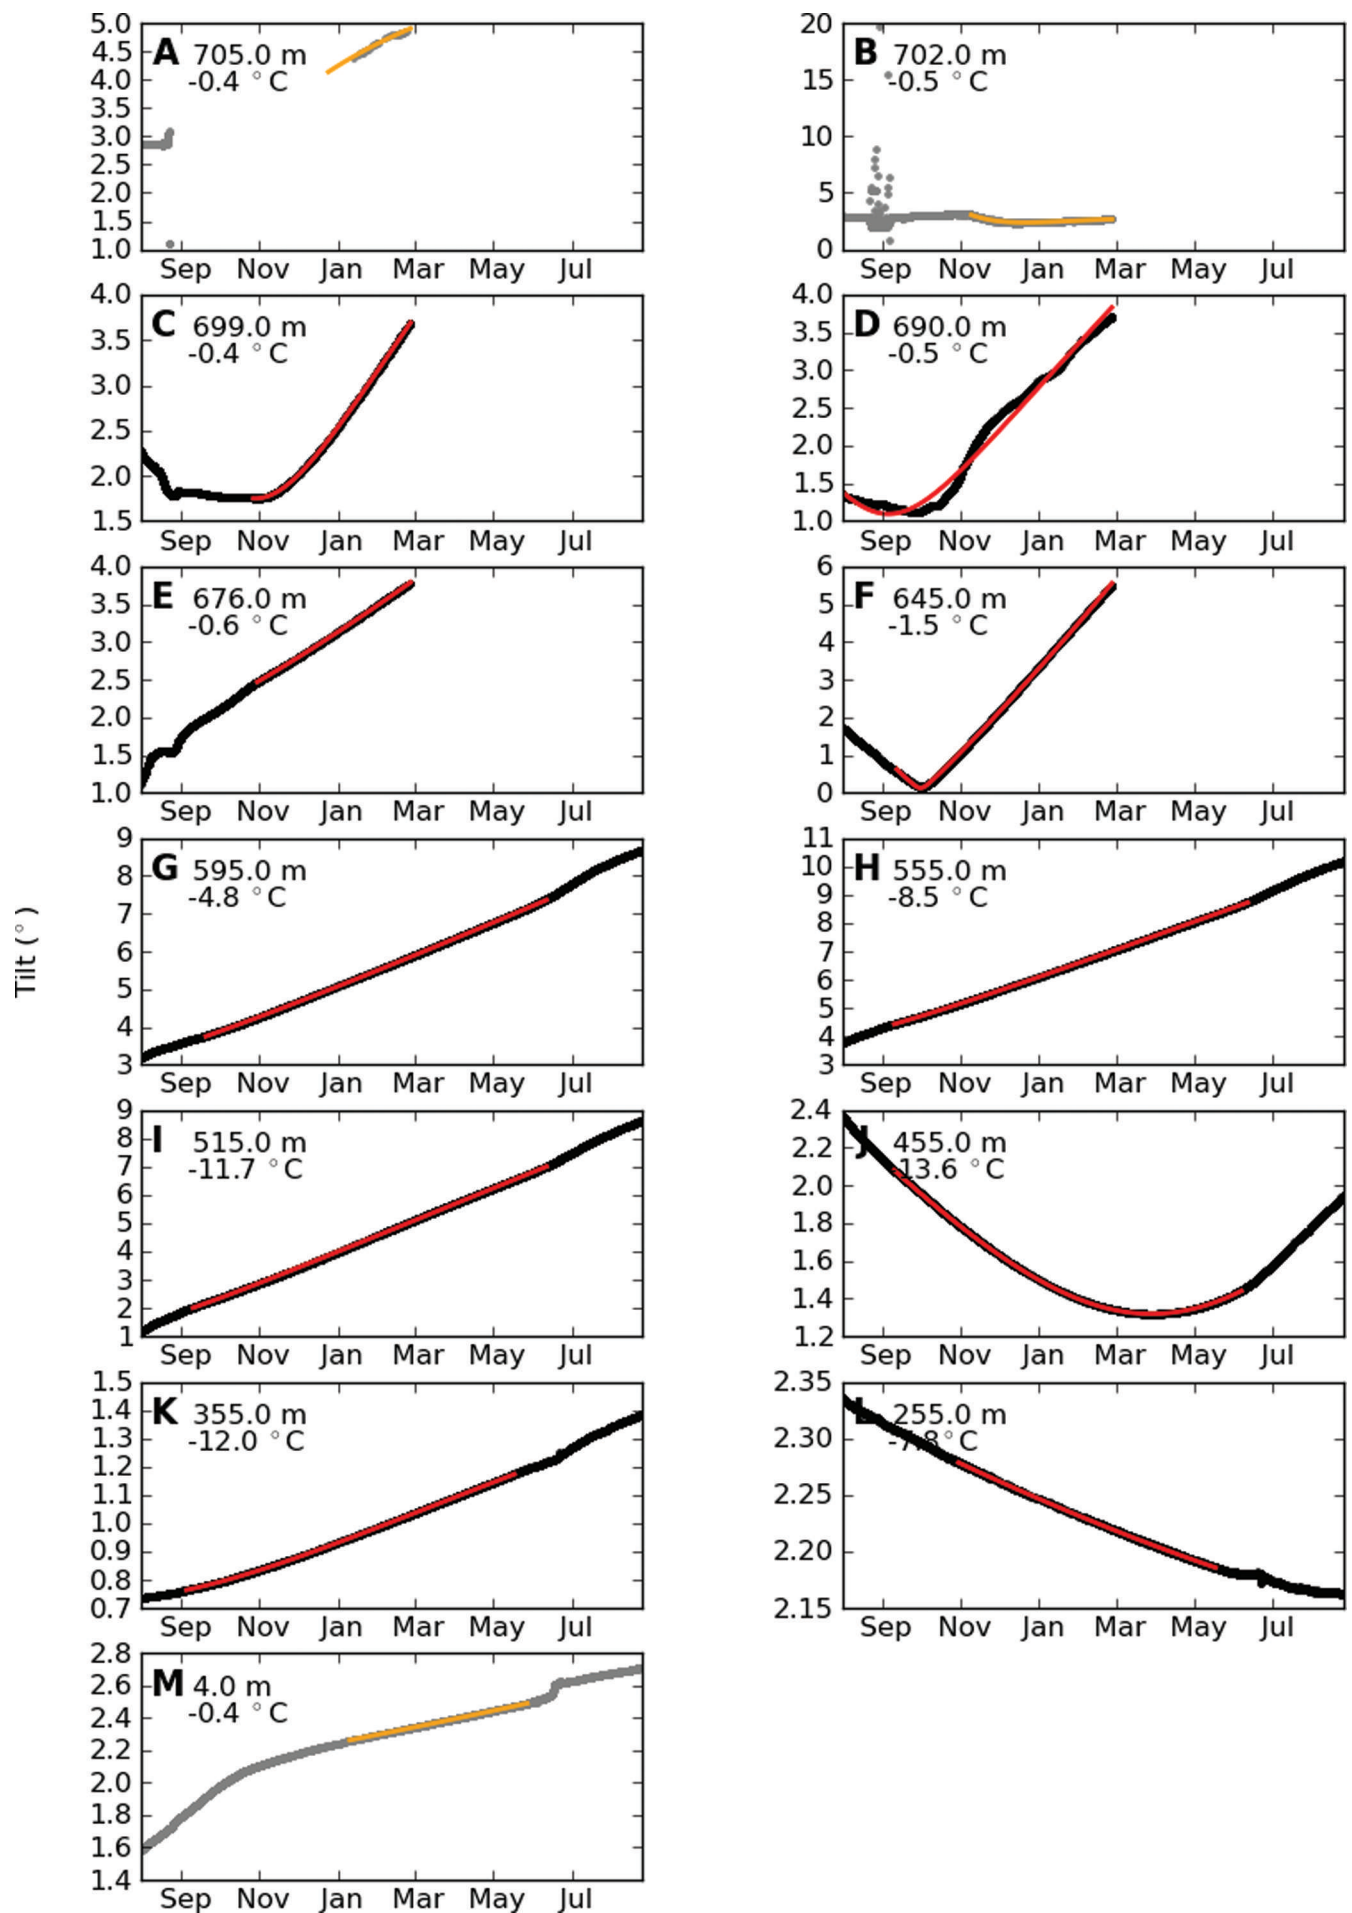 Tilt (°)
A 705.0 m
-0.4 °C
5.0
4.5
4.0
3.5
3.0
2.5
2.0
1.5
1.0
Sep Nov Jan Mar May Jul
B 702.0 m
-0.5 °C
20
15
10
5
0
Sep Nov Jan Mar May Jul
C 699.0 m
-0.4 °C
4.0
3.5
3.0
2.5
2.0
1.5
Sep Nov Jan Mar May Jul
D 690.0 m
-0.5 °C
4.0
3.5
3.0
2.5
2.0
1.5
1.0
Sep Nov Jan Mar May Jul
E 676.0 m
-0.6 °C
4.0
3.5
3.0
2.5
2.0
1.5
1.0
Sep Nov Jan Mar May Jul
F 645.0 m
-1.5 °C
6
5
4
3
2
1
0
Sep Nov Jan Mar May Jul
G 595.0 m
-4.8 °C
9
8
7
6
5
4
3
Sep Nov Jan Mar May Jul
H 555.0 m
-8.5 °C
11
10
9
8
7
6
5
4
3
Sep Nov Jan Mar May Jul
I 515.0 m
-11.7 °C
9
8
7
6
5
4
3
2
1
Sep Nov Jan Mar May Jul
J 455.0 m
-13.6 °C
2.4
2.2
2.0
1.8
1.6
1.4
1.2
Sep Nov Jan Mar May Jul
K 355.0 m
-12.0 °C
1.5
1.4
1.3
1.2
1.1
1.0
0.9
0.8
0.7
Sep Nov Jan Mar May Jul
L 255.0 m
-7.8 °C
2.35
2.30
2.25
2.20
2.15
Sep Nov Jan Mar May Jul
M 4.0 m
-0.4 °C
2.8
2.6
2.4
2.2
2.0
1.8
1.6
1.4
Sep Nov Jan Mar May Jul